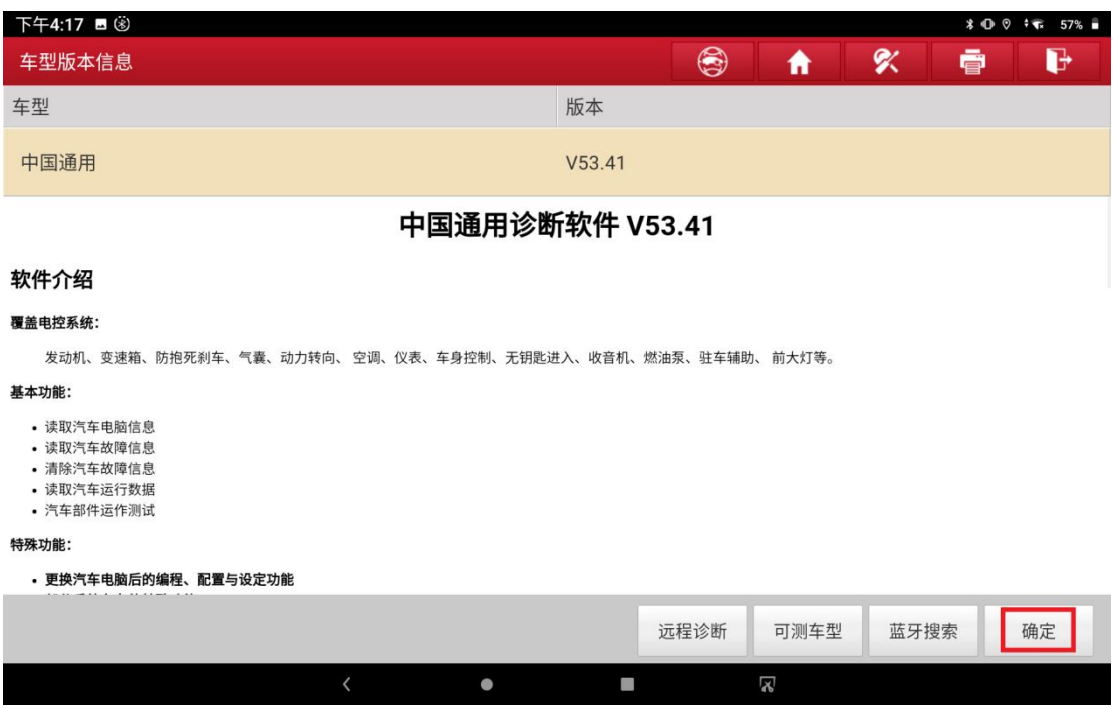 下午4:17 57%
车型版本信息
车型 版本
中国通用 V53.41
中国通用诊断软件 V53.41
软件介绍
覆盖电控系统：
发动机、变速箱、防抱死刹车、气囊、动力转向、 空调、仪表、车身控制、无钥匙进入、收音机、燃油泵、驻车辅助、 前大灯等。
基本功能：
• 读取汽车电脑信息
• 读取汽车故障信息
• 清除汽车故障信息
• 读取汽车运行数据
• 汽车部件运作测试
特殊功能：
• 更换汽车电脑后的编程、配置与设定功能
远程诊断 可测车型 蓝牙搜索 确定